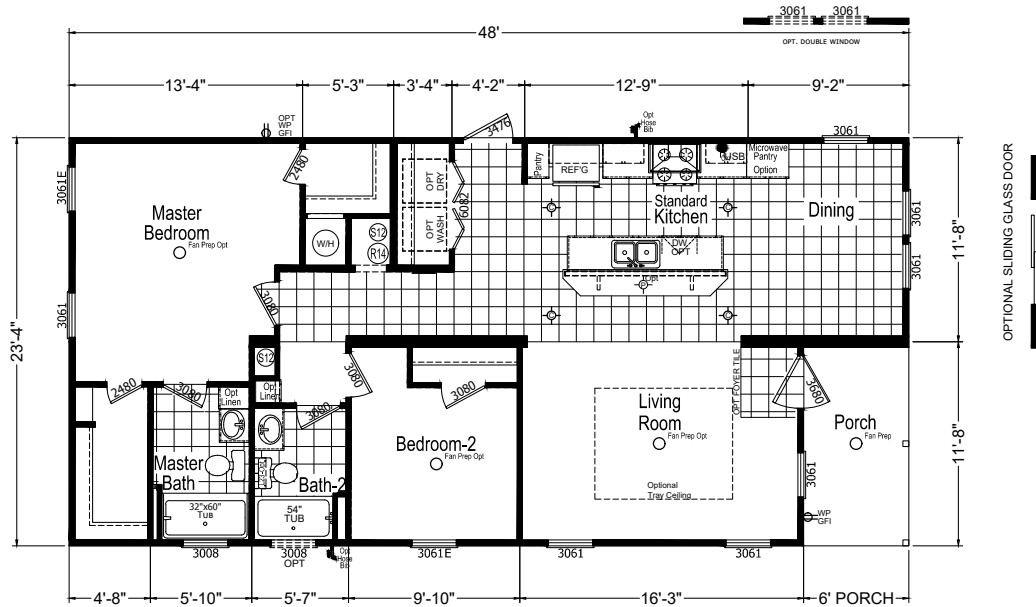 3061 3061
OPT. DOUBLE WINDOW
48'
13'-4" 5'-3" 3'-4" 4'-2" 12'-9" 9'-2"
OPT
WP
GFI
3476
Opt
Hose
Bib
3061
2480
OPT DRY
OPT WASH
6082
Pantry
REF'G
USB
Microwave
Pantry
Option
3061E
Master
Bedroom
Fan Prep Opt
W/H
S12
R14
Standard
Kitchen
DW
OPT
Dining
3061
3061
11'-8"
OPTIONAL SLIDING GLASS DOOR
23'-4"
3061
3080
P
Opt
S12
2480
3080
Opt
Linen
Opt
Linen
3080
3080
3080
Bedroom-2
Fan Prep Opt
Living
Room
Fan Prep Opt
OPT FOYER TILE
3680
Porch
Fan Prep
11'-8"
Master
Bath
Bath-2
Optional
Tray Ceiling
3061
WP
GFI
32"x60"
TUB
54"
TUB
3008
3008
OPT
Opt
Hose
Bib
3061E
3061
3061
4'-8" 5'-10" 5'-7" 9'-10" 16'-3" 6' PORCH